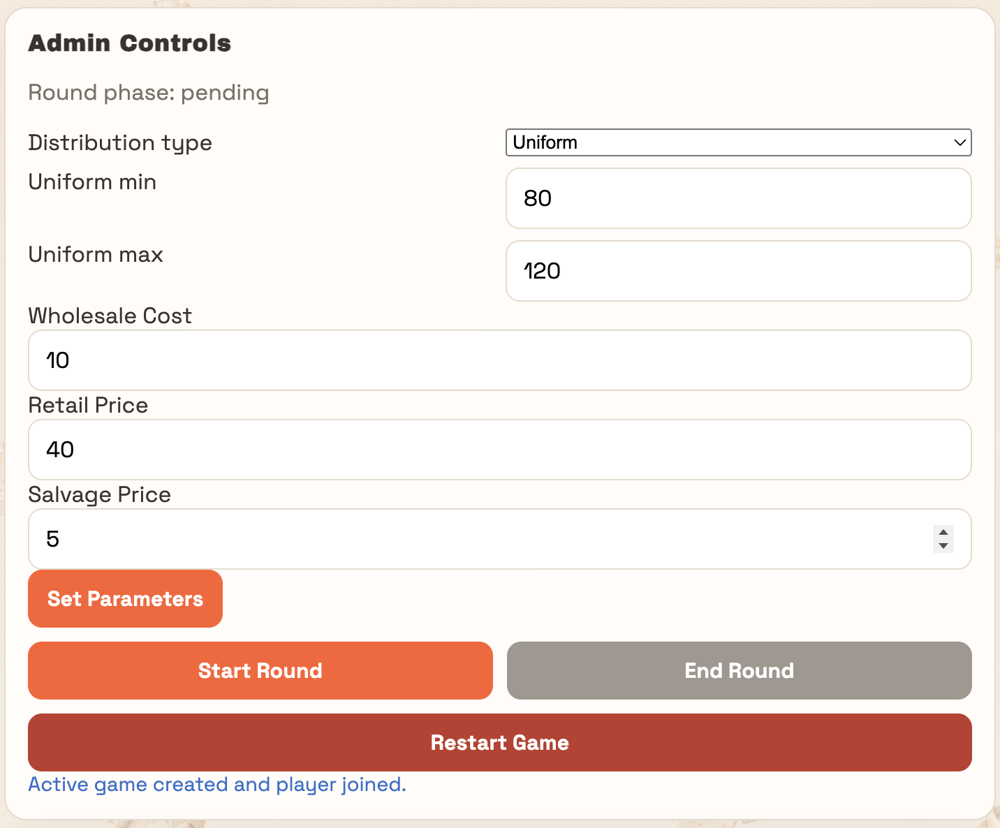 Admin Controls
Round phase: pending
Distribution type
Uniform
Uniform min
80
Uniform max
120
Wholesale Cost
10
Retail Price
40
Salvage Price
5
Set Parameters
Start Round
End Round
Restart Game
Active game created and player joined.